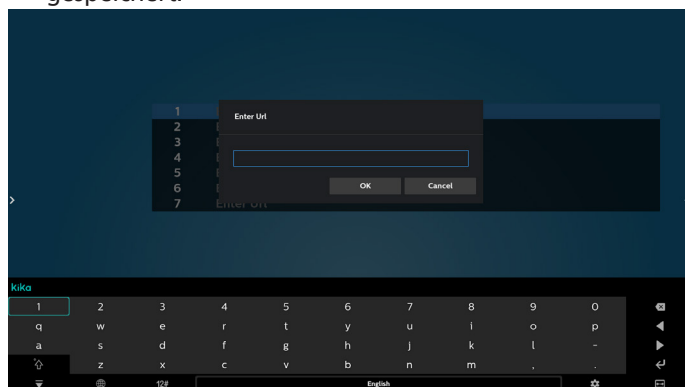 gespeichert.
1
Enter Url
2
3
4
5
6
OK Cancel
7 Enter Url
kika
1 2 3 4 5 6 7 8 9 0
q w e r t y u i o p
a s d f g h j k l -
z x c v b n m , .
12# English